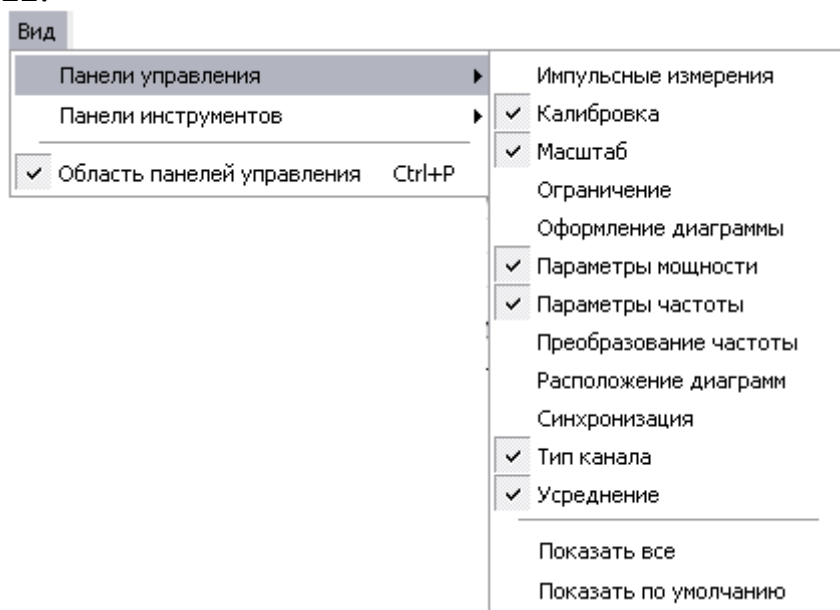 Вид
Панели управления
Панели инструментов
Область панелей управления Ctrl+P
Импульсные измерения
Калибровка
Масштаб
Ограничение
Оформление диаграммы
Параметры мощности
Параметры частоты
Преобразование частоты
Расположение диаграмм
Синхронизация
Тип канала
Усреднение
Показать все
Показать по умолчанию